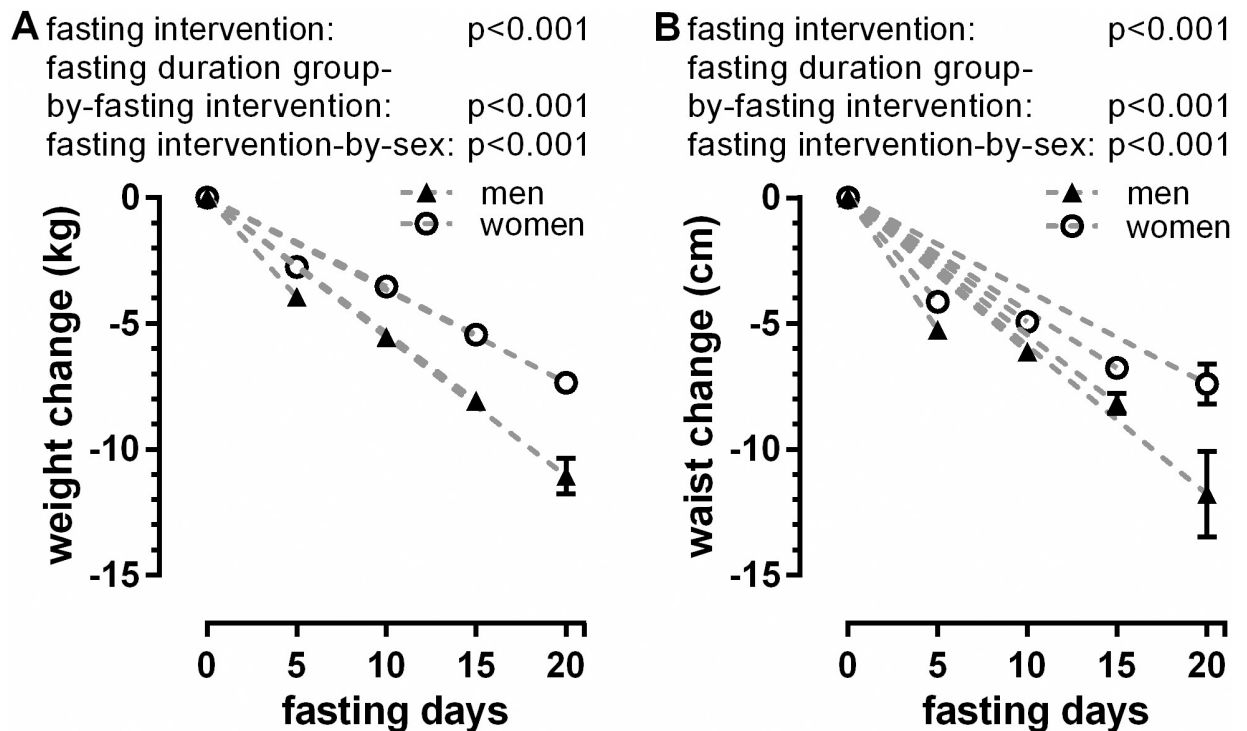 A fasting intervention: p<0.001
fasting duration group-
by-fasting intervention: p<0.001
fasting intervention-by-sex: p<0.001
men
women
weight change (kg)
0
-5
-10
-15
0 5 10 15 20
fasting days
B fasting intervention: p<0.001
fasting duration group-
by-fasting intervention: p<0.001
fasting intervention-by-sex: p<0.001
men
women
waist change (cm)
0
-5
-10
-15
0 5 10 15 20
fasting days